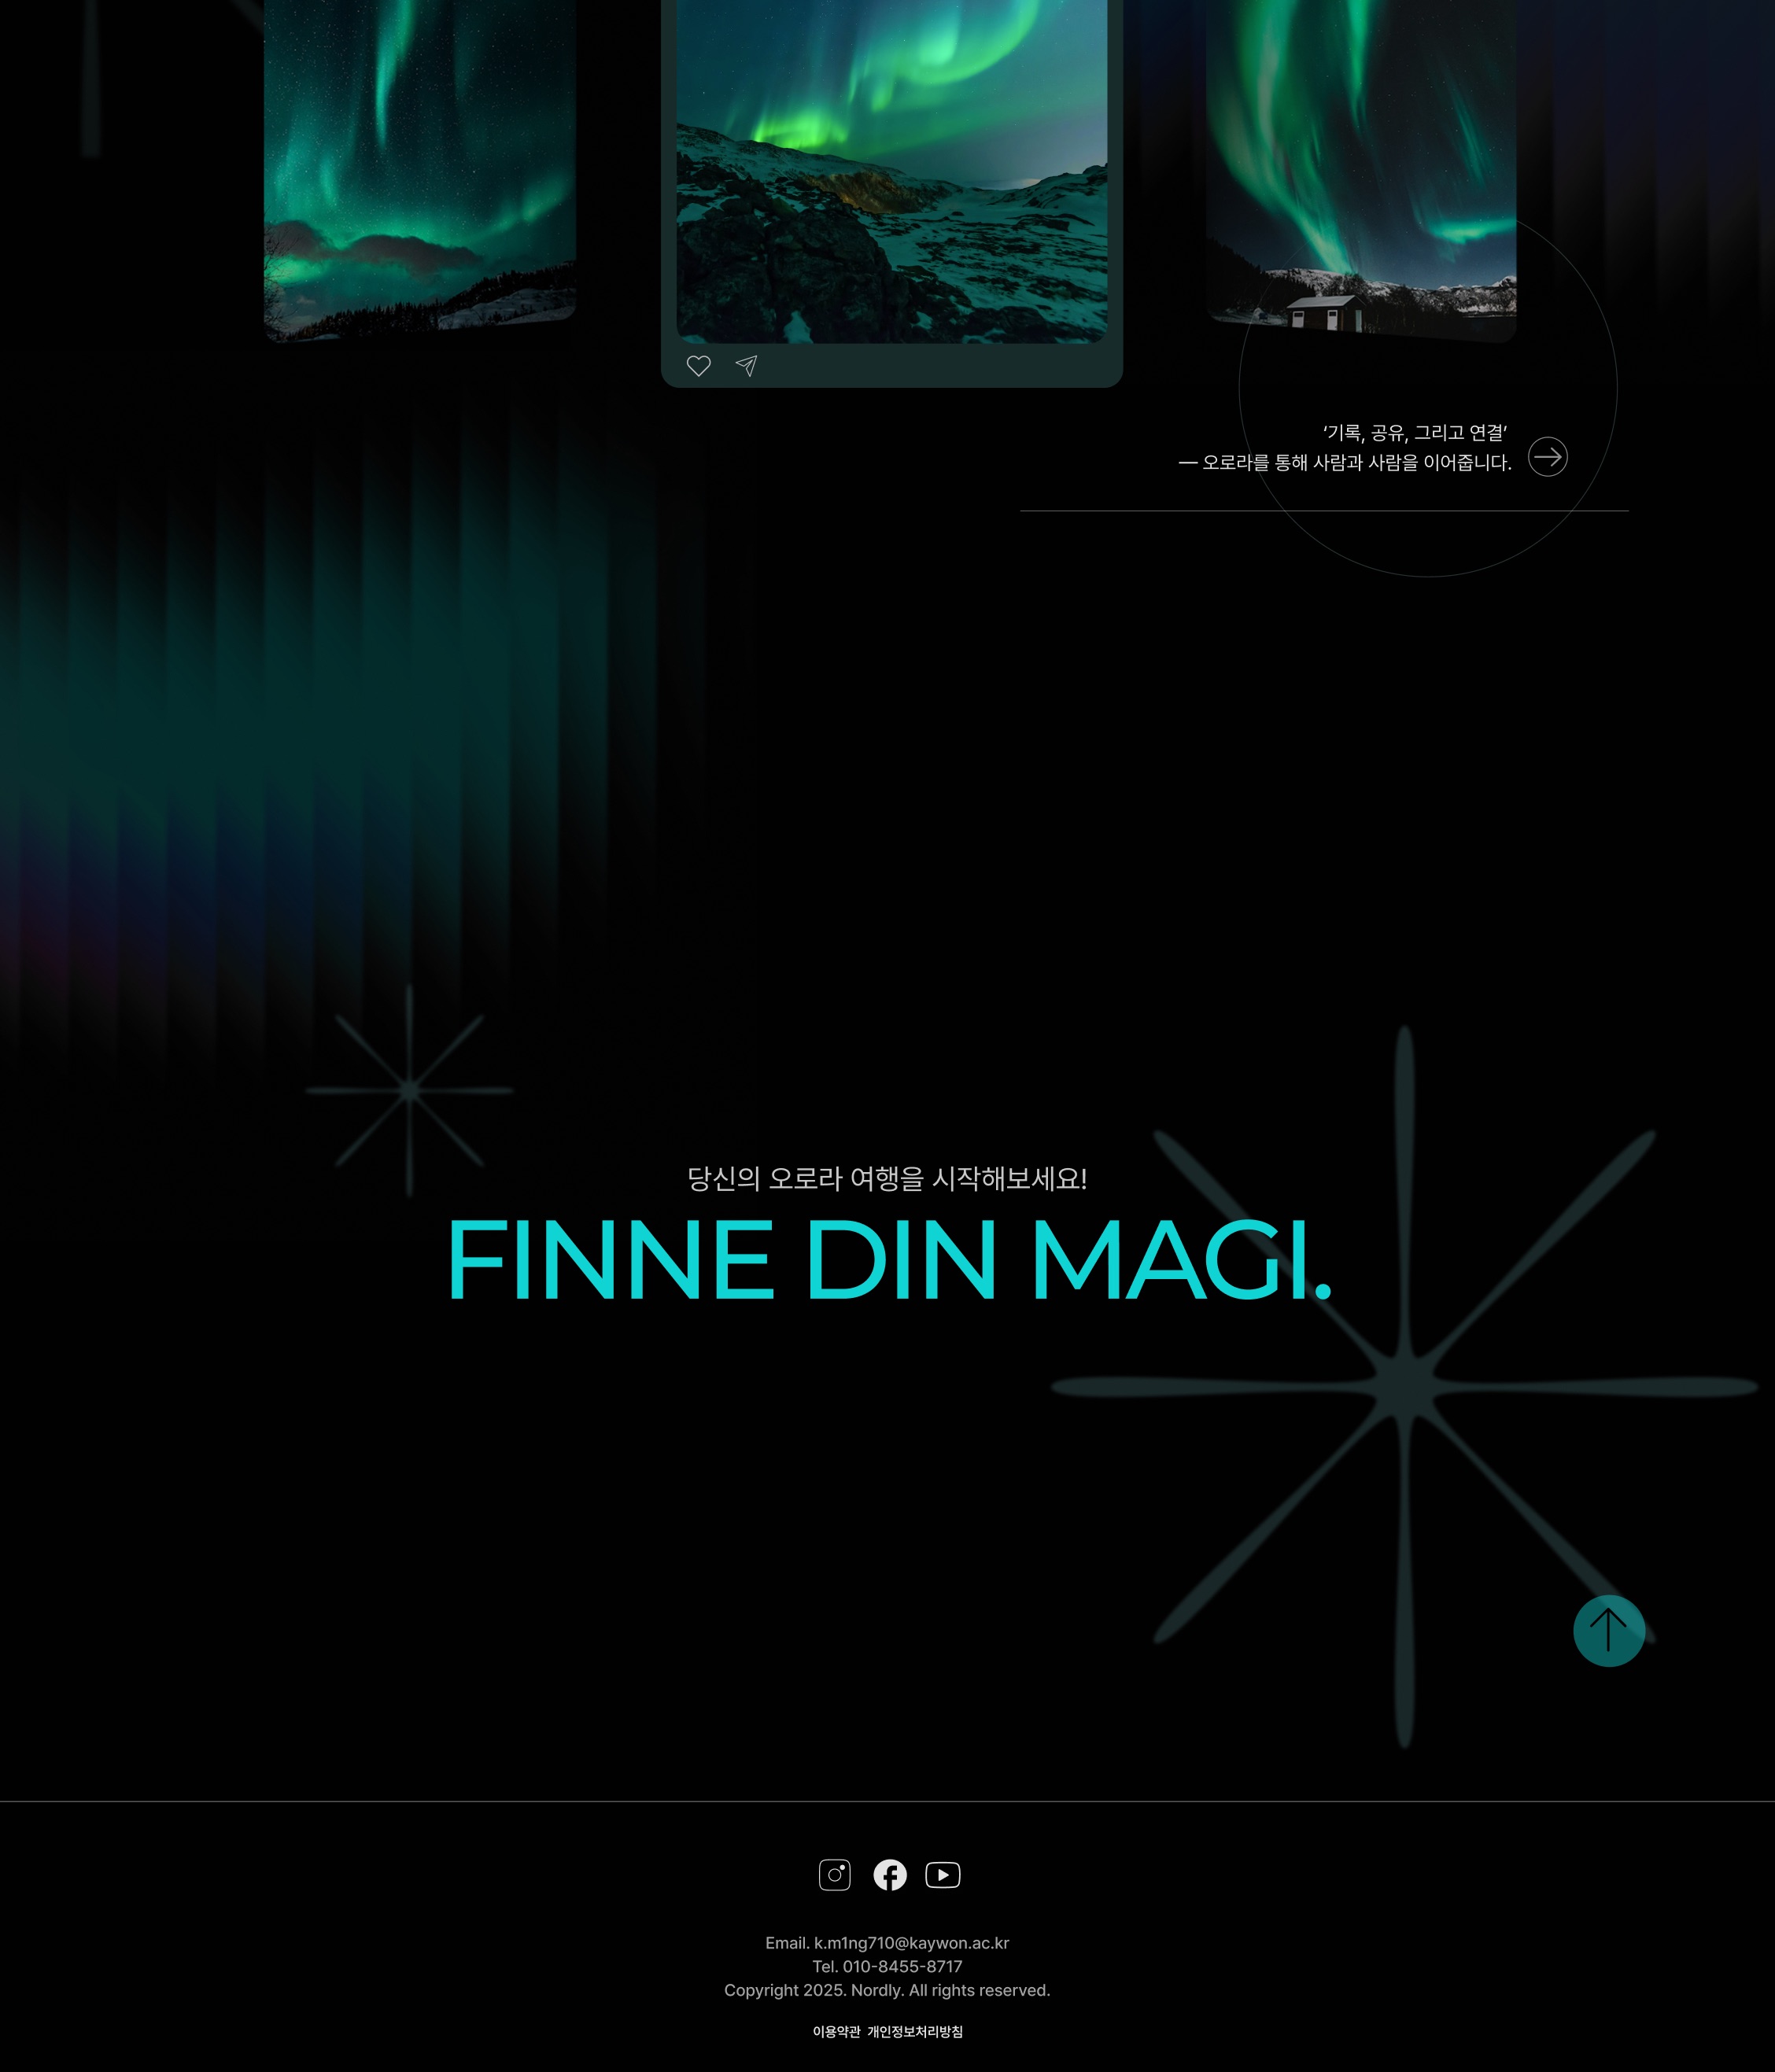 ‘기록, 공유, 그리고 연결’
— 오로라를 통해 사람과 사람을 이어줍니다.
당신의 오로라 여행을 시작해보세요!
FINNE DIN MAGI.
Email. k.m1ng710@kaywon.ac.kr
Tel. 010-8455-8717
Copyright 2025. Nordly. All rights reserved.
이용약관 개인정보처리방침